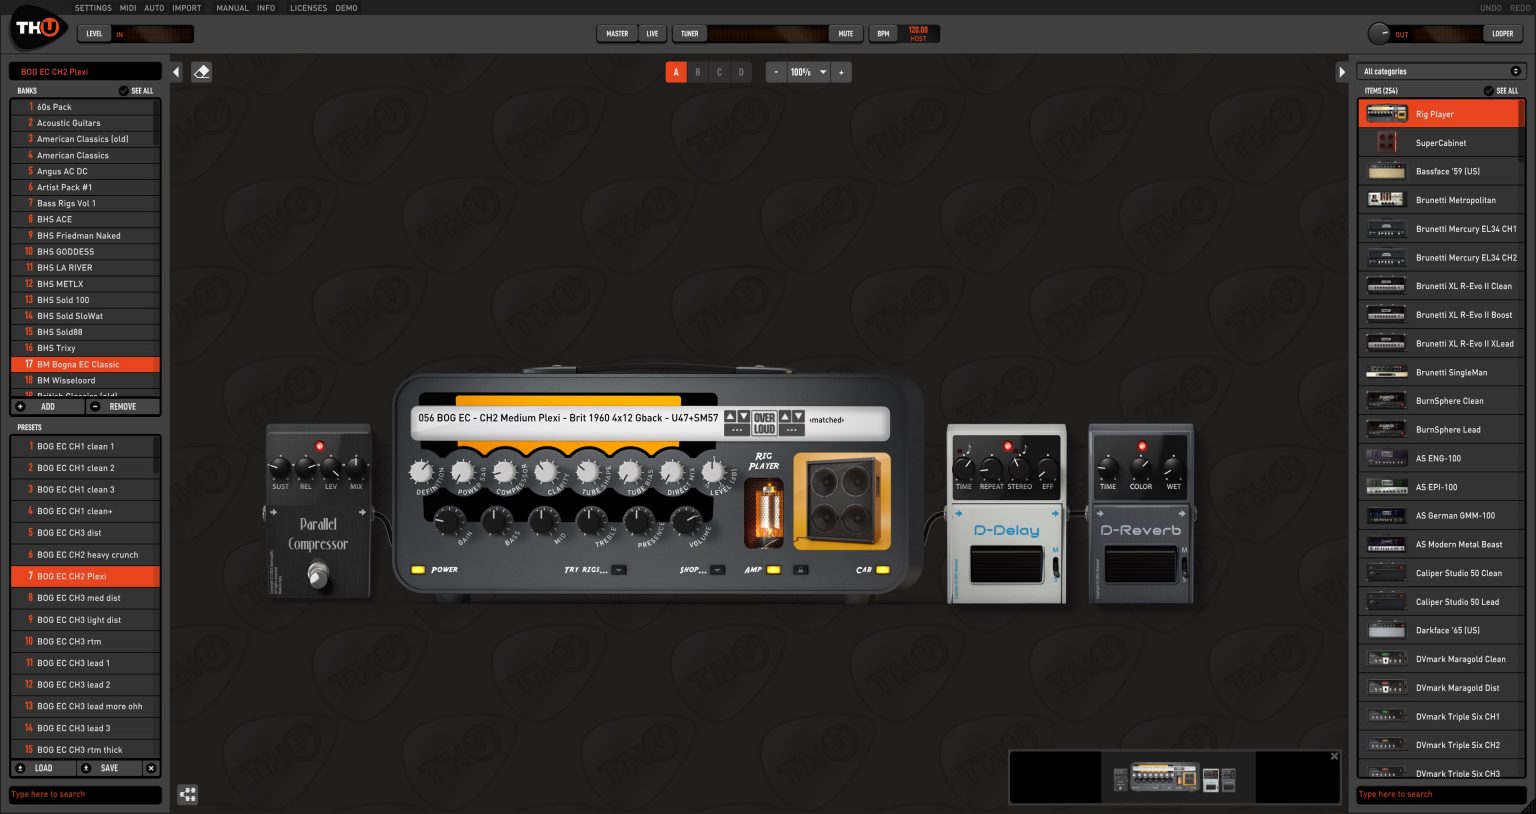 SETTINGS MIDI AUTO IMPORT MANUAL INFO LICENSES DEMO UNDO REDO
THU
LEVEL IN MASTER LIVE TUNER MUTE BPM 120.00 HOST OUT LOOPER
BOG EC CH2 Plexi
BANKS SEE ALL
1 60s Pack
2 Acoustic Guitars
3 American Classics (old)
4 American Classics
5 Angus AC DC
6 Artist Pack #1
7 Bass Rigs Vol 1
8 BHS ACE
9 BHS Friedman Naked
10 BHS GODDESS
11 BHS LA RIVER
12 BHS METLX
13 BHS Sold 100
14 BHS Sold SloWat
15 BHS Sold88
16 BHS Trixy
17 BM Bogna EC Classic
18 BM Wisseloord
19 British Classics (old)
ADD REMOVE
PRESETS
1 BOG EC CH1 clean 1
2 BOG EC CH1 clean 2
3 BOG EC CH1 clean 3
4 BOG EC CH1 clean+
5 BOG EC CH3 dist
6 BOG EC CH2 heavy crunch
7 BOG EC CH2 Plexi
8 BOG EC CH3 med dist
9 BOG EC CH3 light dist
10 BOG EC CH3 rtm
11 BOG EC CH3 lead 1
12 BOG EC CH3 lead 2
13 BOG EC CH3 lead more ohh
14 BOG EC CH3 lead 3
15 BOG EC CH3 rtm thick
LOAD SAVE
Type here to search
A B C D - 100% +
SUST REL LEV MIX
Parallel
Compressor
056 BOG EC - CH2 Medium Plexi - Brit 1960 4x12 Gback - U47+SM57
OVER
LOUD
--- ---
<matched>
DEFINITION POWER SAG COMPRESSOR CLARITY TUBE SHAPE TUBE BIAS DIRECT MIX LEVEL (dB)
RIG
PLAYER
GAIN BASS MID TREBLE PRESENCE VOLUME
POWER TRY RIGS... SHOP... AMP CAB
TIME REPEAT STEREO EFF
D-Delay
M
S
TIME COLOR WET
D-Reverb
M
S
All categories
ITEMS (254) SEE ALL
Rig Player
SuperCabinet
Bassface '59 (US)
Brunetti Metropolitan
Brunetti Mercury EL34 CH1
Brunetti Mercury EL34 CH2
Brunetti XL R-Evo II Clean
Brunetti XL R-Evo II Boost
Brunetti XL R-Evo II XLead
Brunetti SingleMan
BurnSphere Clean
BurnSphere Lead
AS ENG-100
AS EPI-100
AS German GMM-100
AS Modern Metal Beast
Caliper Studio 50 Clean
Caliper Studio 50 Lead
Darkface '65 (US)
DVmark Maragold Clean
DVmark Maragold Dist
DVmark Triple Six CH1
DVmark Triple Six CH2
DVmark Triple Six CH3
Type here to search